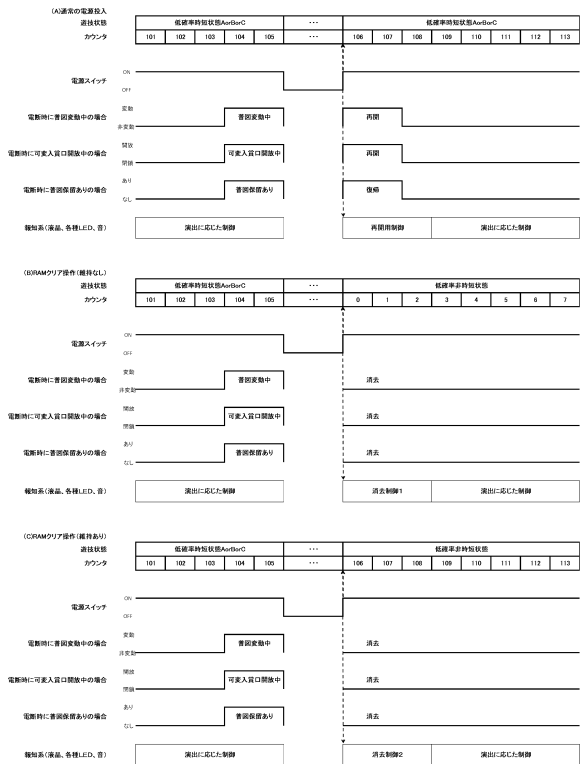 (A)通常の電源投入
遊技状態 低確率時短状態AorBorC ・・・ 低確率時短状態AorBorC
カウンタ 101 102 103 104 105 ・・・ 106 107 108 109 110 111 112 113
ON
電源スイッチ
OFF
変動
電断時に普図変動中の場合 普図変動中 再開
非変動
開放
電断時に可変入賞口開放中の場合 可変入賞口開放中 再開
閉鎖
あり
電断時に普図保留ありの場合 普図保留あり 復帰
なし
報知系(液晶、各種LED、音) 演出に応じた制御 再開用制御 演出に応じた制御
(B)RAMクリア操作(維持なし)
遊技状態 低確率時短状態AorBorC ・・・ 低確率非時短状態
カウンタ 101 102 103 104 105 ・・・ 0 1 2 3 4 5 6 7
ON
電源スイッチ
OFF
変動
電断時に普図変動中の場合 普図変動中 消去
非変動
開放
電断時に可変入賞口開放中の場合 可変入賞口開放中 消去
閉鎖
あり
電断時に普図保留ありの場合 普図保留あり 消去
なし
報知系(液晶、各種LED、音) 演出に応じた制御 消去制御1 演出に応じた制御
(C)RAMクリア操作(維持あり)
遊技状態 低確率時短状態AorBorC ・・・ 低確率非時短状態
カウンタ 101 102 103 104 105 ・・・ 106 107 108 109 110 111 112 113
ON
電源スイッチ
OFF
変動
電断時に普図変動中の場合 普図変動中 消去
非変動
開放
電断時に可変入賞口開放中の場合 可変入賞口開放中 消去
閉鎖
あり
電断時に普図保留ありの場合 普図保留あり 消去
なし
報知系(液晶、各種LED、音) 演出に応じた制御 消去制御2 演出に応じた制御